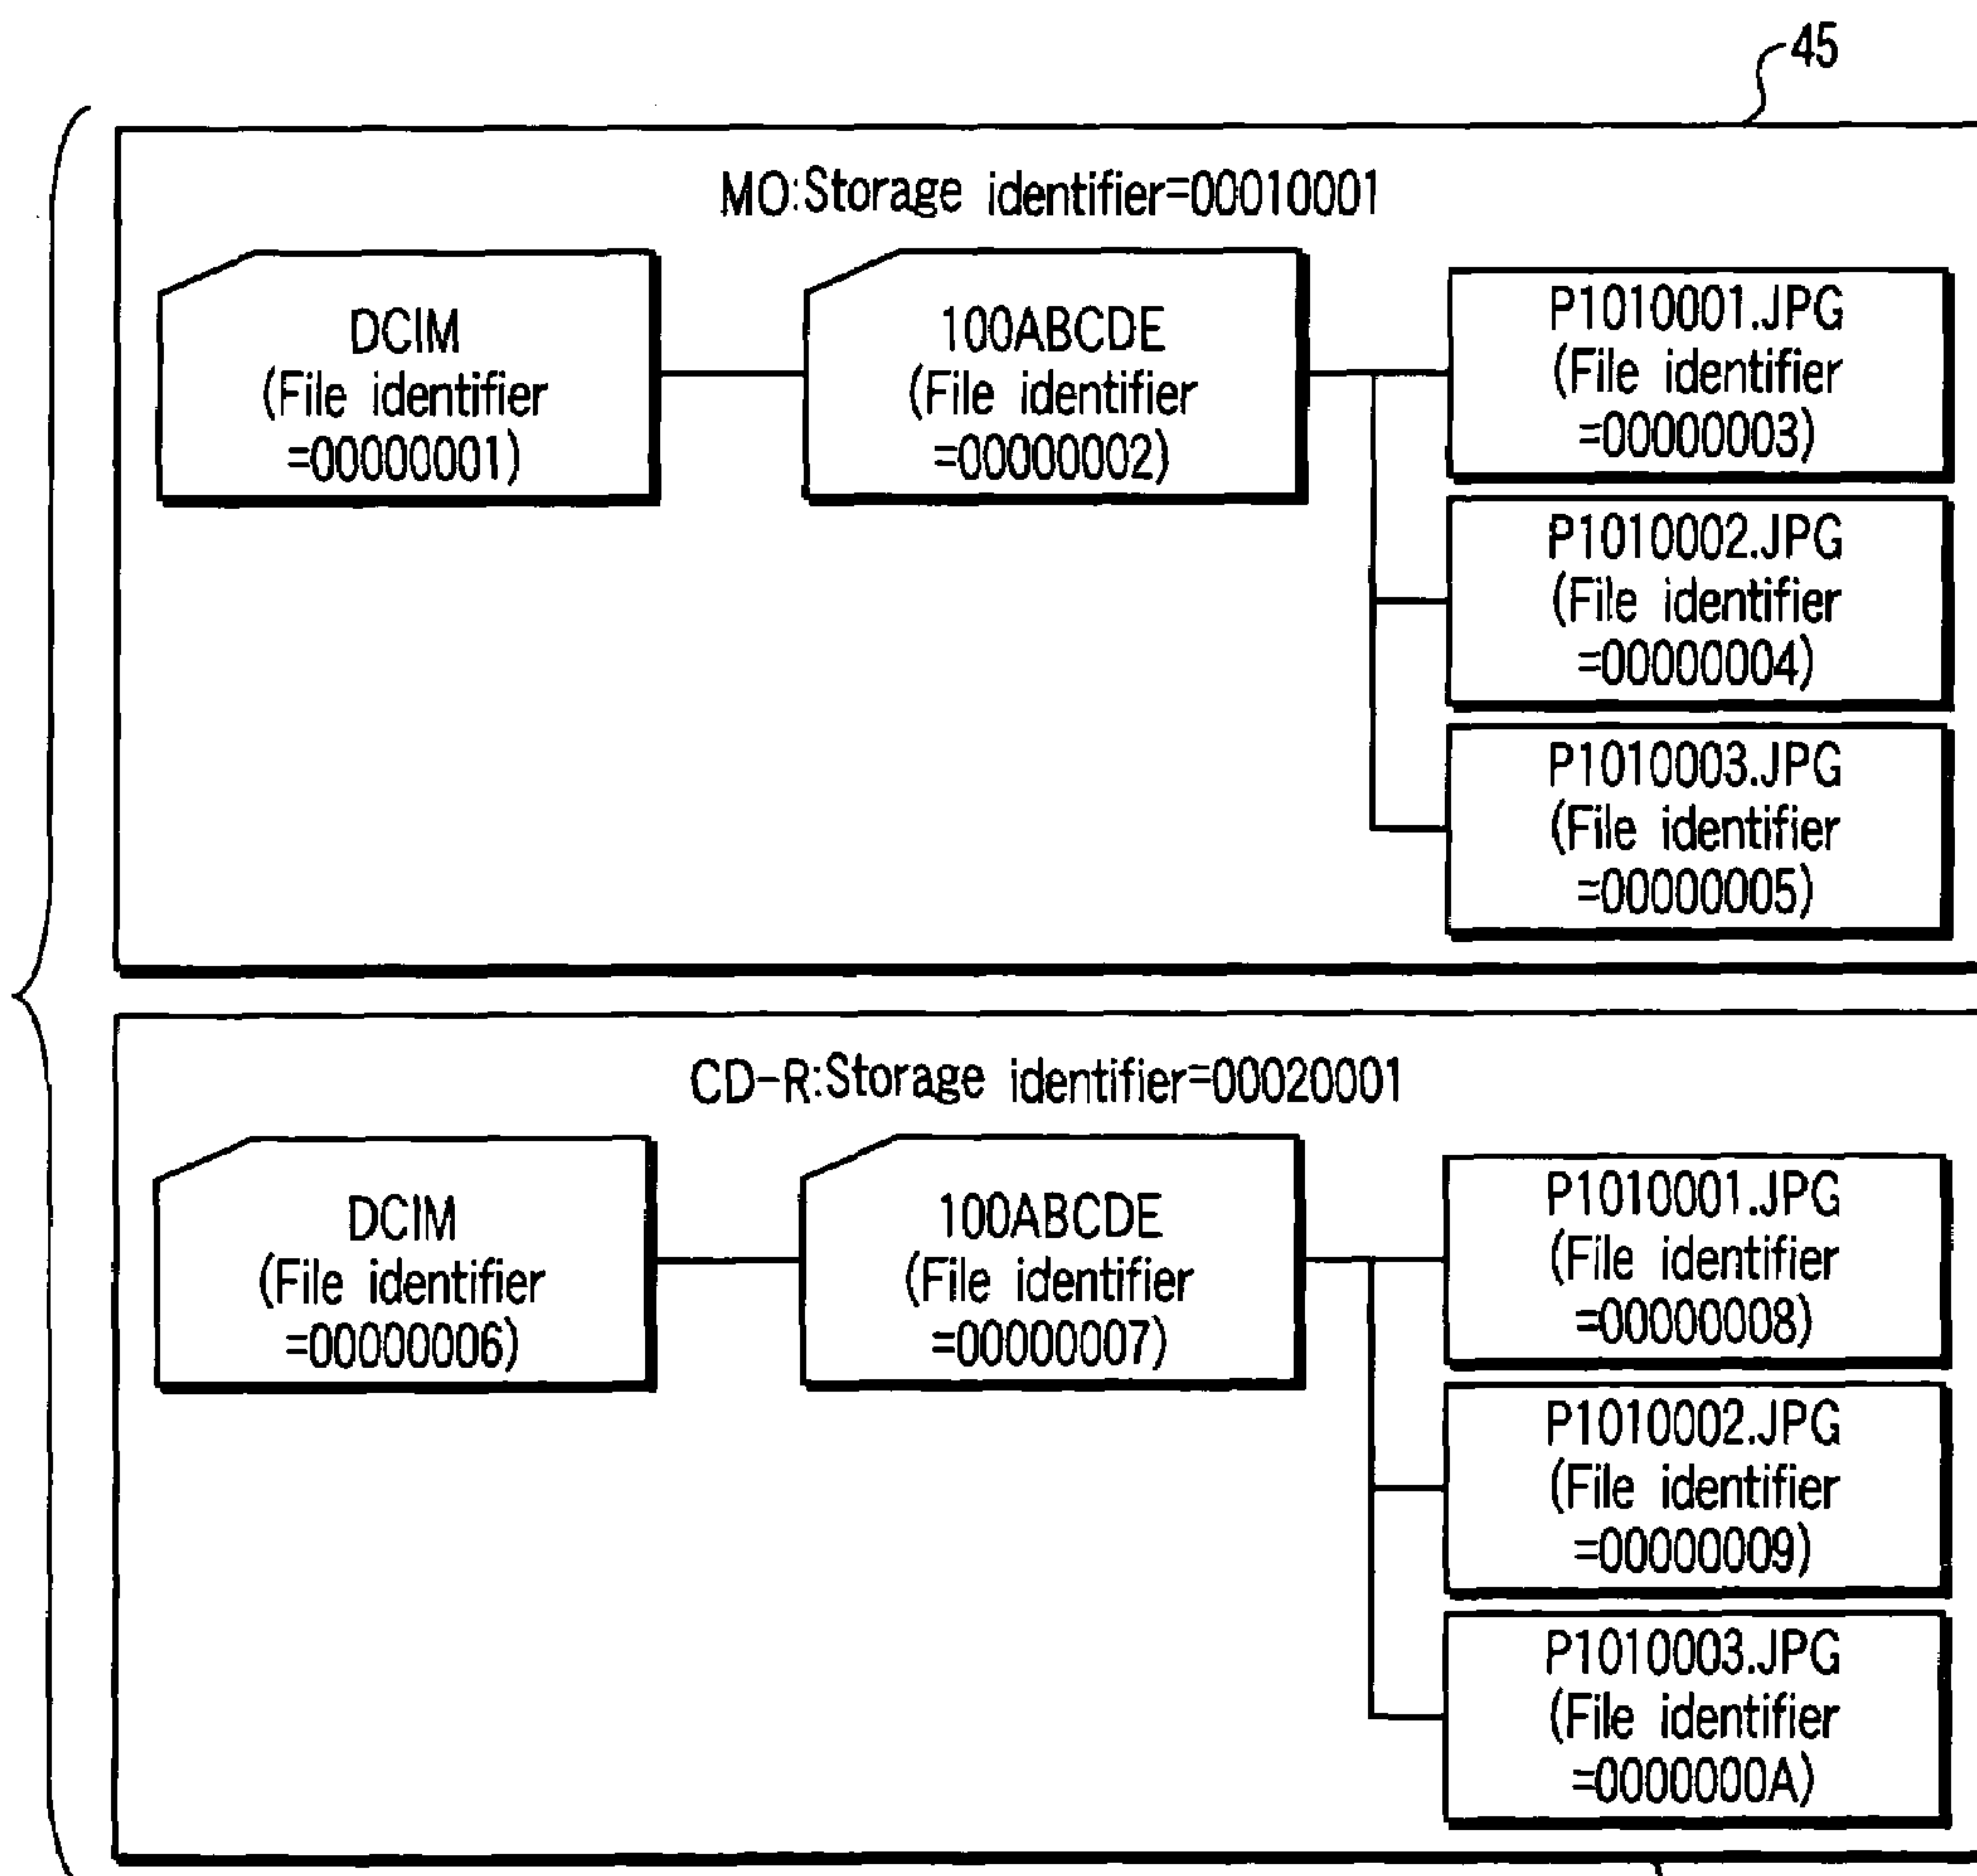 45
MO:Storage identifier=00010001
DCIM
(File identifier
=00000001)
100ABCDE
(File identifier
=00000002)
P1010001.JPG
(File identifier
=00000003)
P1010002.JPG
(File identifier
=00000004)
P1010003.JPG
(File identifier
=00000005)
CD-R:Storage identifier=00020001
DCIM
(File identifier
=00000006)
100ABCDE
(File identifier
=00000007)
P1010001.JPG
(File identifier
=00000008)
P1010002.JPG
(File identifier
=00000009)
P1010003.JPG
(File identifier
=0000000A)